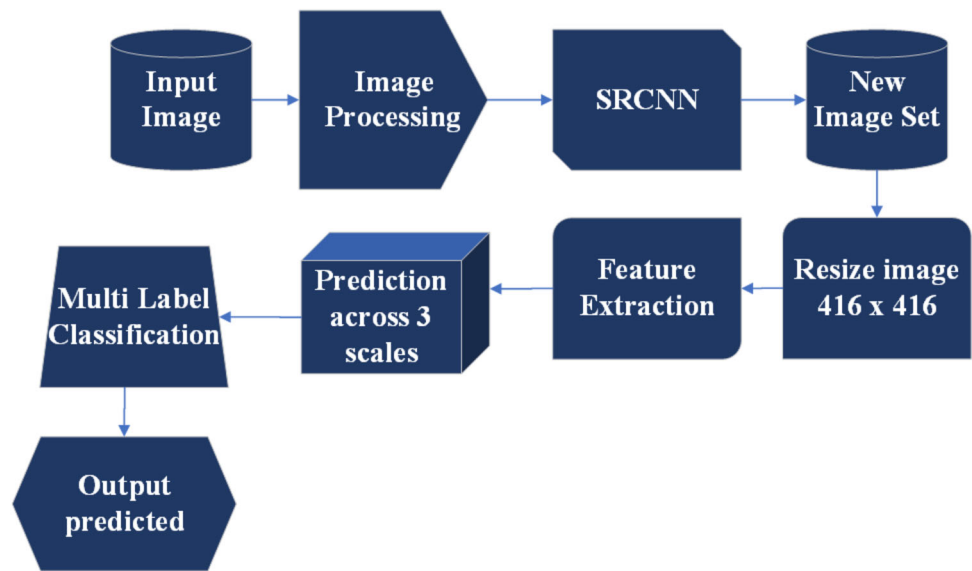 Input
Image
Image
Processing
SRCNN
New
Image Set
Resize image
416 x 416
Feature
Extraction
Prediction
across 3
scales
Multi Label
Classification
Output
predicted